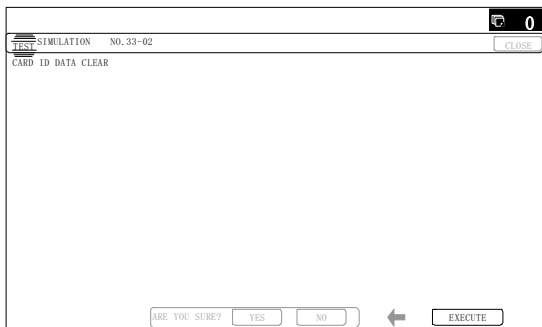 0
TEST SIMULATION NO.33-02 CLOSE
CARD ID DATA CLEAR
ARE YOU SURE? YES NO EXECUTE